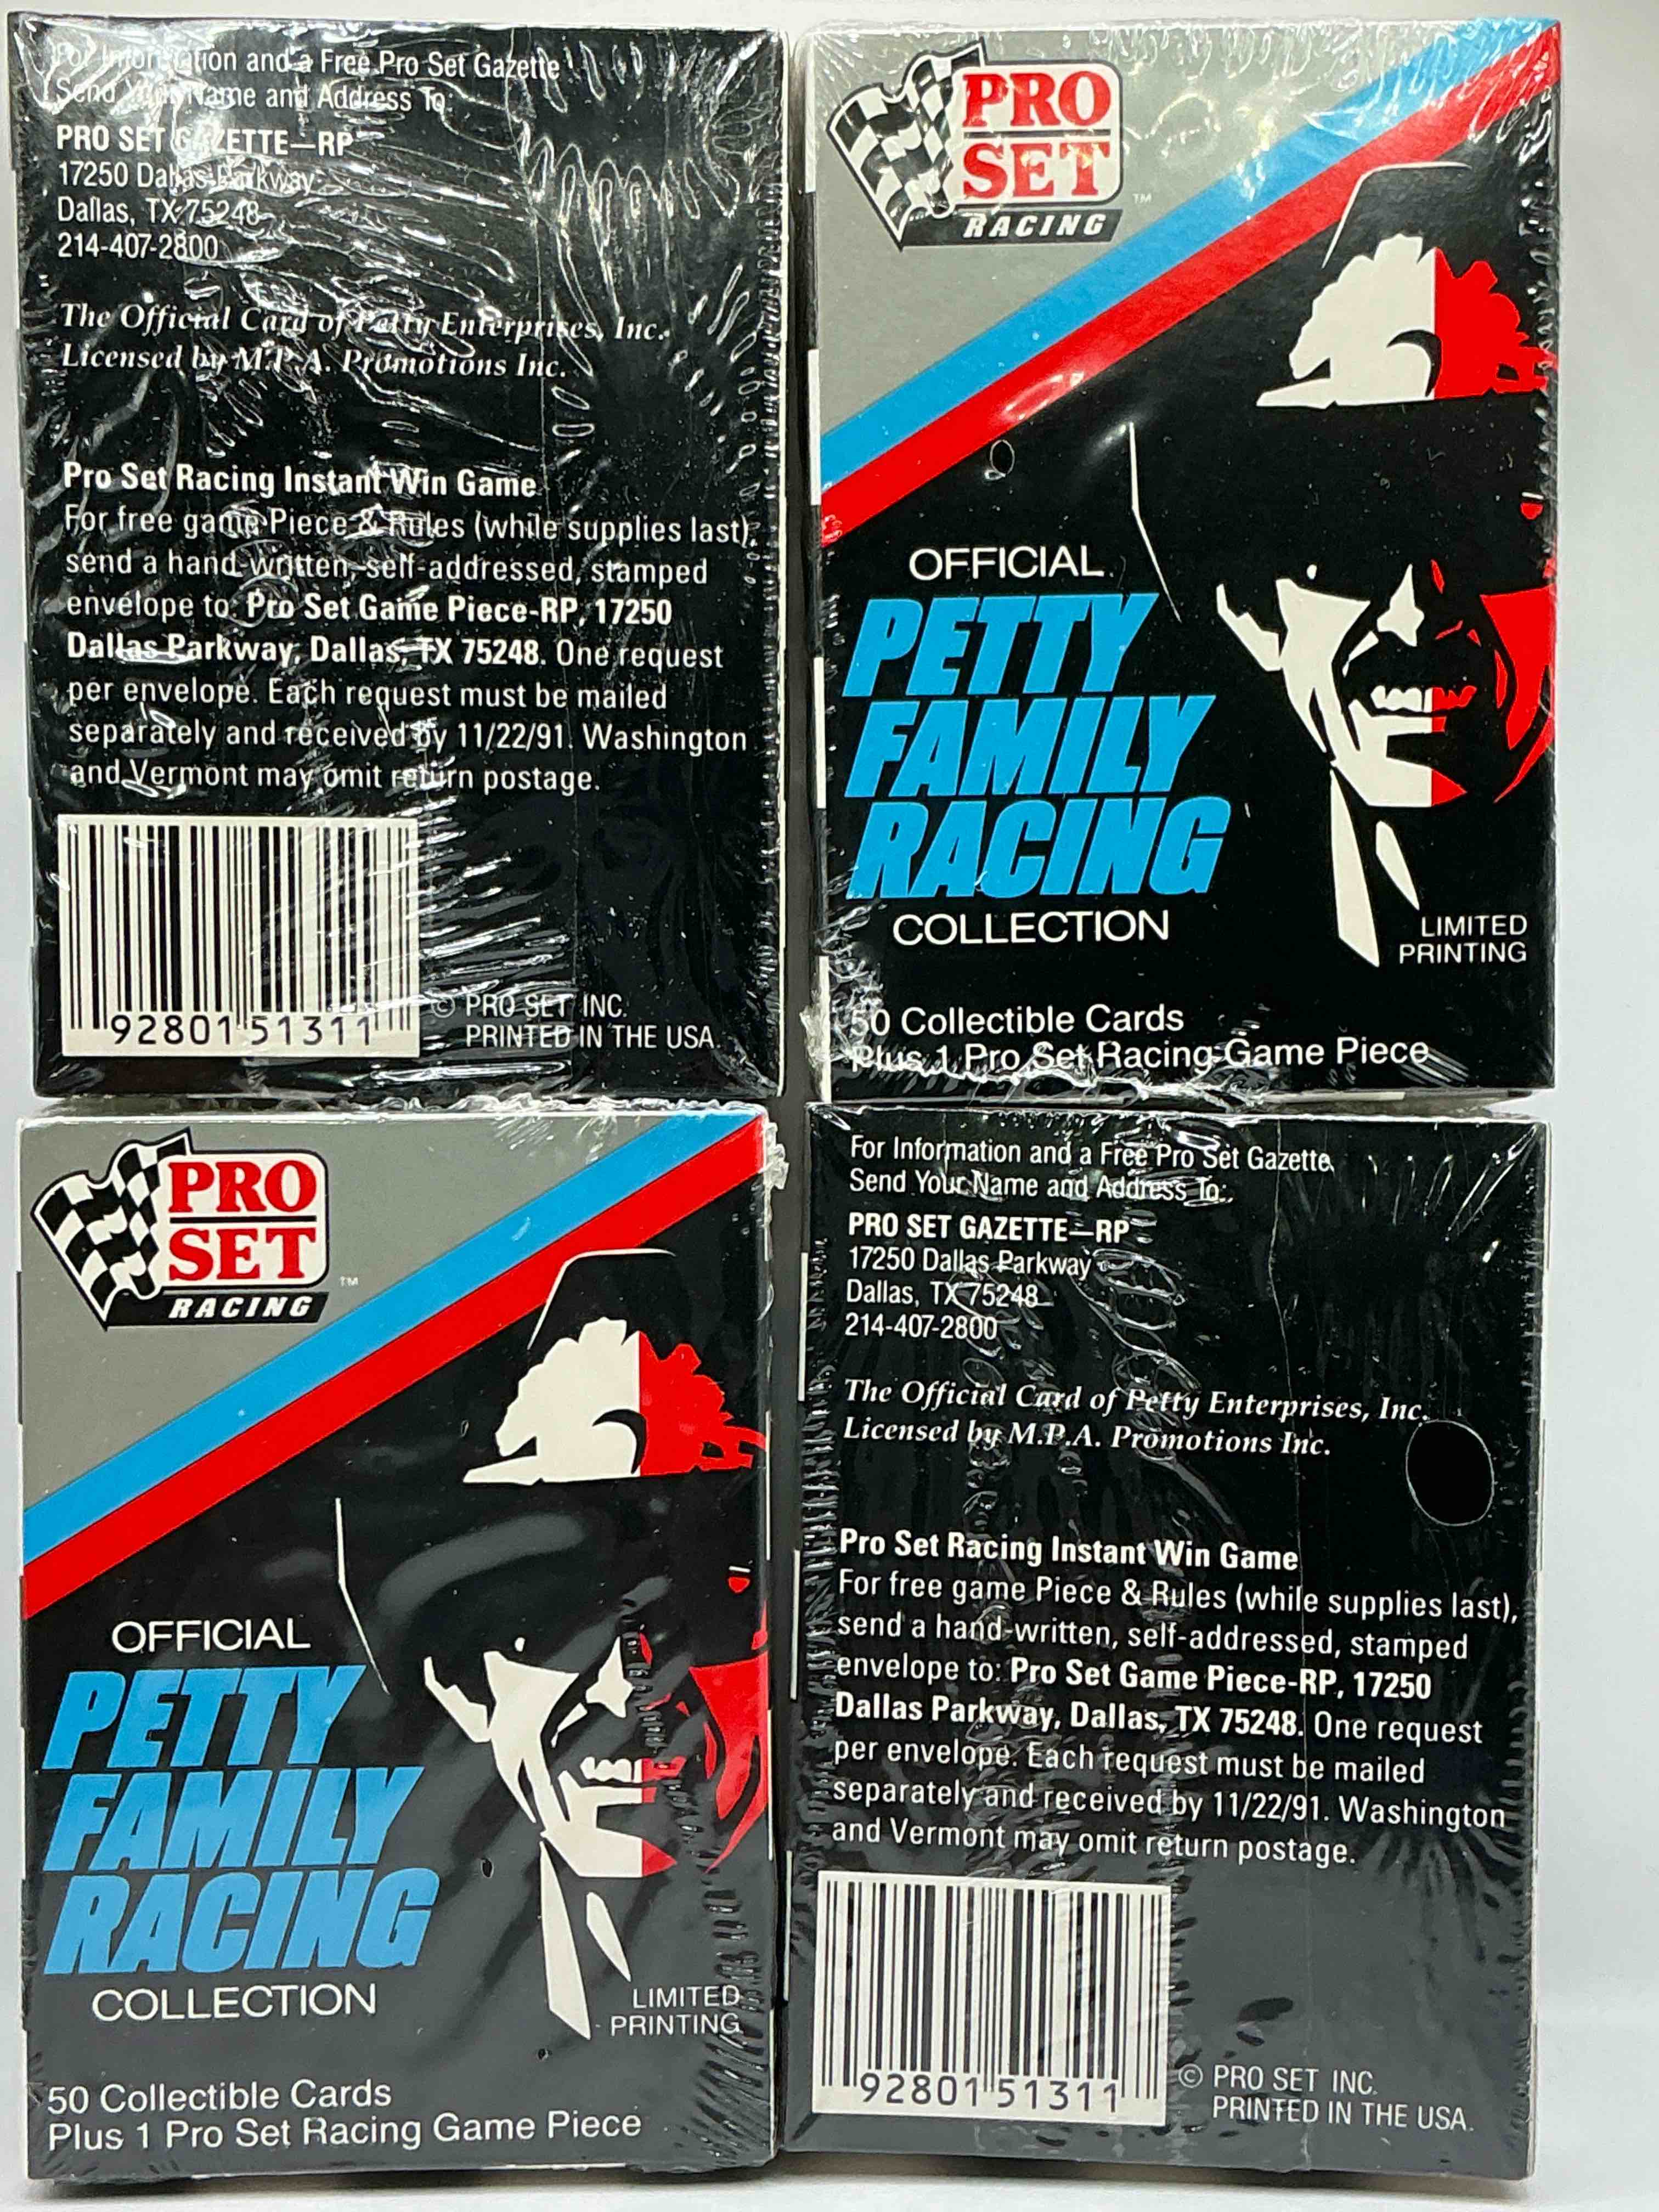 For Information and a Free Pro Set Gazette
Send Your Name and Address To:
PRO SET GAZETTE—RP
17250 Dallas Parkway
Dallas, TX 75248
214-407-2800
The Official Card of Petty Enterprises, Inc.
Licensed by M.P.A. Promotions Inc.
Pro Set Racing Instant Win Game
For free game Piece & Rules (while supplies last),
send a hand-written, self-addressed, stamped
envelope to: Pro Set Game Piece-RP, 17250
Dallas Parkway, Dallas, TX 75248. One request
per envelope. Each request must be mailed
separately and received by 11/22/91. Washington
and Vermont may omit return postage.
92801 51311
© PRO SET INC.
PRINTED IN THE USA.
PRO
SET
TM
RACING
OFFICIAL
PETTY
FAMILY
RACING
COLLECTION
LIMITED
PRINTING
50 Collectible Cards
Plus 1 Pro Set Racing Game Piece
PRO
SET
TM
RACING
OFFICIAL
PETTY
FAMILY
RACING
COLLECTION
LIMITED
PRINTING
50 Collectible Cards
Plus 1 Pro Set Racing Game Piece
For Information and a Free Pro Set Gazette
Send Your Name and Address To:
PRO SET GAZETTE—RP
17250 Dallas Parkway
Dallas, TX 75248
214-407-2800
The Official Card of Petty Enterprises, Inc.
Licensed by M.P.A. Promotions Inc.
Pro Set Racing Instant Win Game
For free game Piece & Rules (while supplies last),
send a hand-written, self-addressed, stamped
envelope to: Pro Set Game Piece-RP, 17250
Dallas Parkway, Dallas, TX 75248. One request
per envelope. Each request must be mailed
separately and received by 11/22/91. Washington
and Vermont may omit return postage.
92801 51311
© PRO SET INC.
PRINTED IN THE USA.